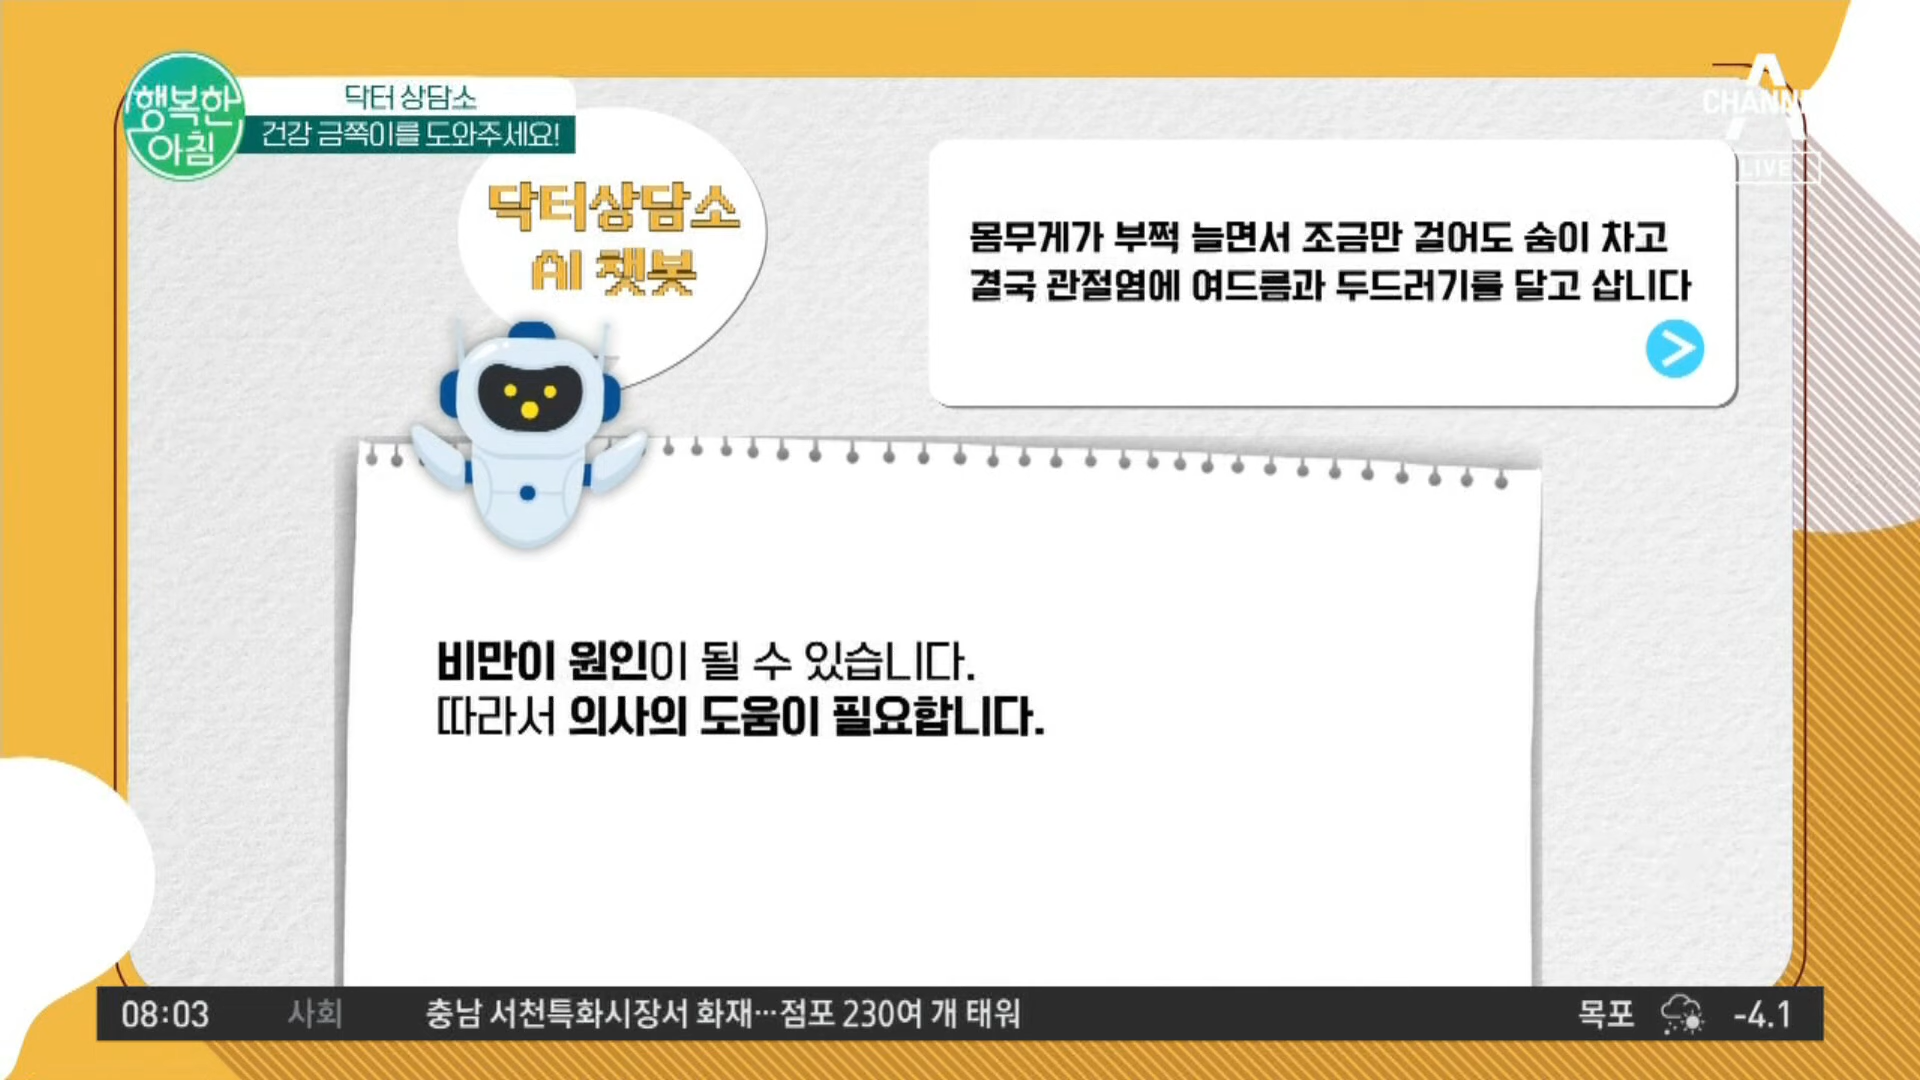 행복한
아침
닥터 상담소
건강 금쪽이를 도와주세요!
CHANN
LIVE
닥터상담소
AI 챗봇
몸무게가 부쩍 늘면서 조금만 걸어도 숨이 차고
결국 관절염에 여드름과 두드러기를 달고 삽니다
비만이 원인이 될 수 있습니다.
따라서 의사의 도움이 필요합니다.
08:03 사회 충남 서천특화시장서 화재…점포 230여 개 태워 목포 -4.1